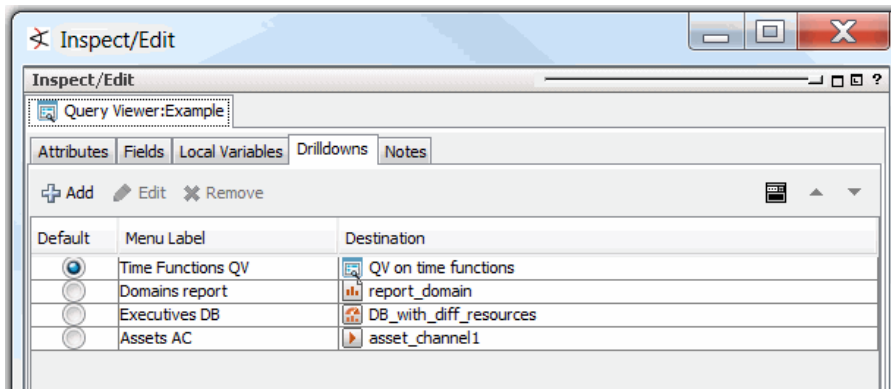 Inspect/Edit
Inspect/Edit ?
Query Viewer:Example
Attributes Fields Local Variables Drilldowns Notes
Add Edit Remove
Default Menu Label Destination
Time Functions QV QV on time functions
Domains report report_domain
Executives DB DB_with_diff_resources
Assets AC asset_channel1